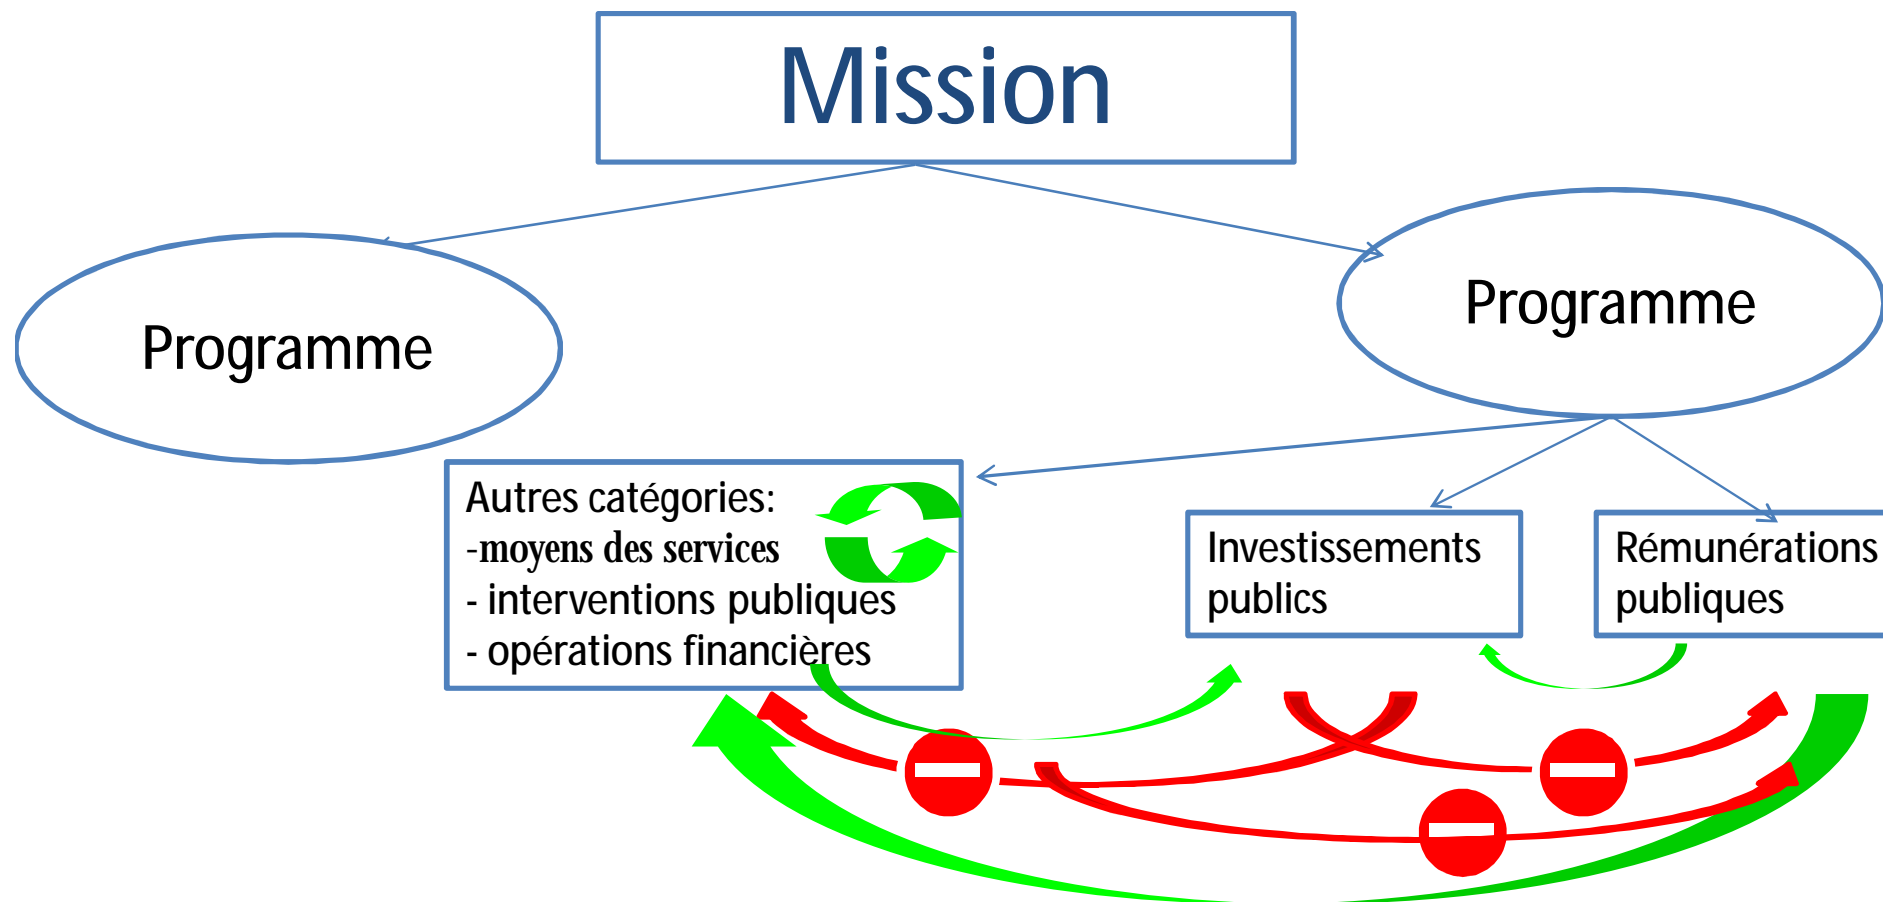 Mission
Programme
Programme
Autres catégories:
-moyens des services
- interventions publiques
- opérations financières
Investissements
publics
Rémunérations
publiques